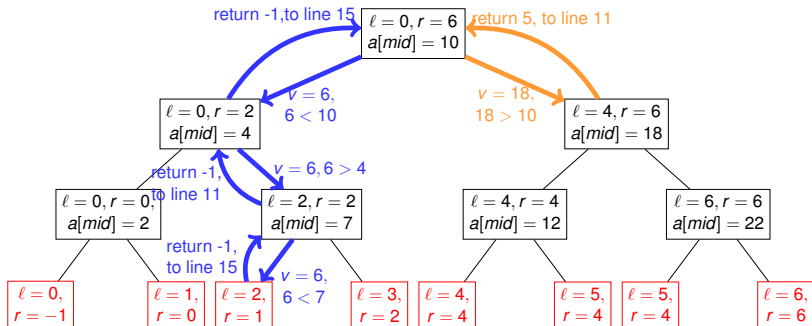 return -1,to line 15
ℓ = 0, r = 6
a[mid] = 10
return 5, to line 11
v = 6,
6 < 10
v = 18,
18 > 10
ℓ = 0, r = 2
a[mid] = 4
ℓ = 4, r = 6
a[mid] = 18
return -1,
to line 11
v = 6, 6 > 4
ℓ = 0, r = 0,
a[mid] = 2
ℓ = 2, r = 2
a[mid] = 7
ℓ = 4, r = 4
a[mid] = 12
ℓ = 6, r = 6
a[mid] = 22
return -1,
to line 15
v = 6,
6 < 7
ℓ = 0,
r = −1
ℓ = 1,
r = 0
ℓ = 2,
r = 1
ℓ = 3,
r = 2
ℓ = 4,
r = 4
ℓ = 5,
r = 4
ℓ = 5,
r = 4
ℓ = 6,
r = 6